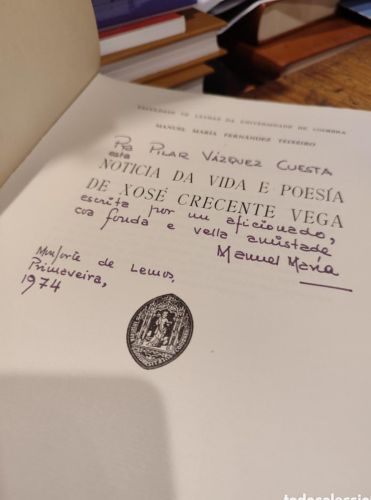 FACULDADE DE LETRAS DA UNIVERSIDADE DE COIMBRA
MANUEL MARÍA FERNÁNDEZ TEIXEIRO
Pra PILAR VÁZQUEZ CUESTA
esta
NOTICIA DA VIDA E POESÍA
DE XOSÉ CRECENTE VEGA
escrita por un aficionado,
coa fonda e vella amistade
Manuel María
Monforte de Lemos,
Primaveira,
1974
todocoleccion